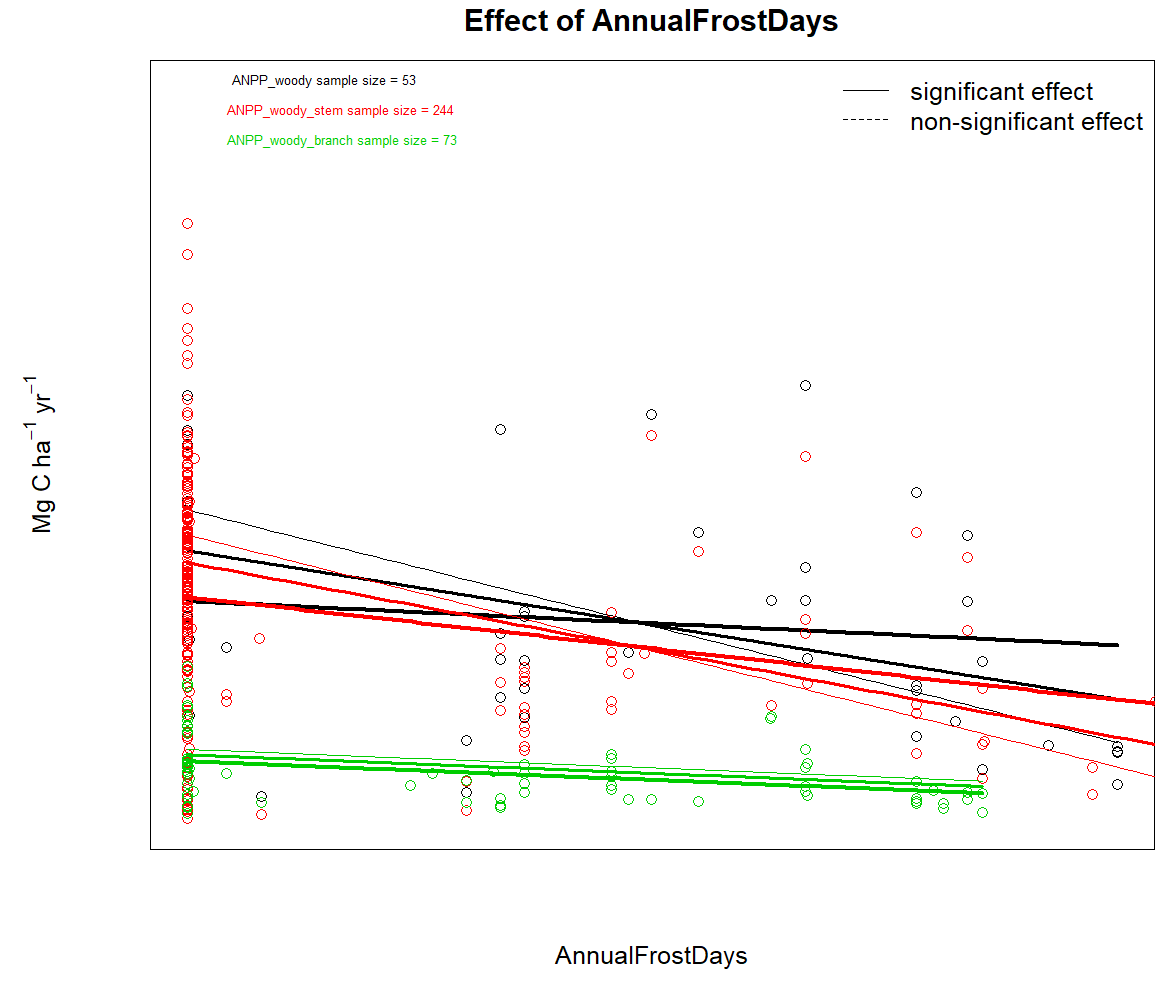 Effect of AnnualFrostDays
ANPP_woody sample size = 53
ANPP_woody_stem sample size = 244
ANPP_woody_branch sample size = 73
significant effect
non-significant effect
Mg C ha⁻¹ yr⁻¹
AnnualFrostDays